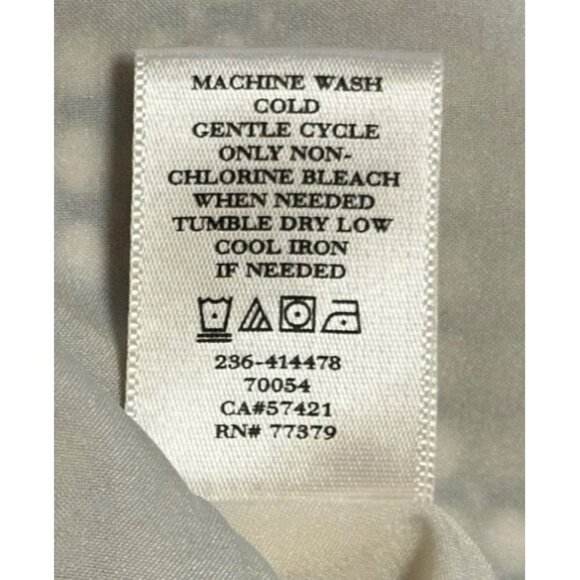 MACHINE WASH
COLD
GENTLE CYCLE
ONLY NON-
CHLORINE BLEACH
WHEN NEEDED
TUMBLE DRY LOW
COOL IRON
IF NEEDED
236-414478
70054
CA#57421
RN# 77379